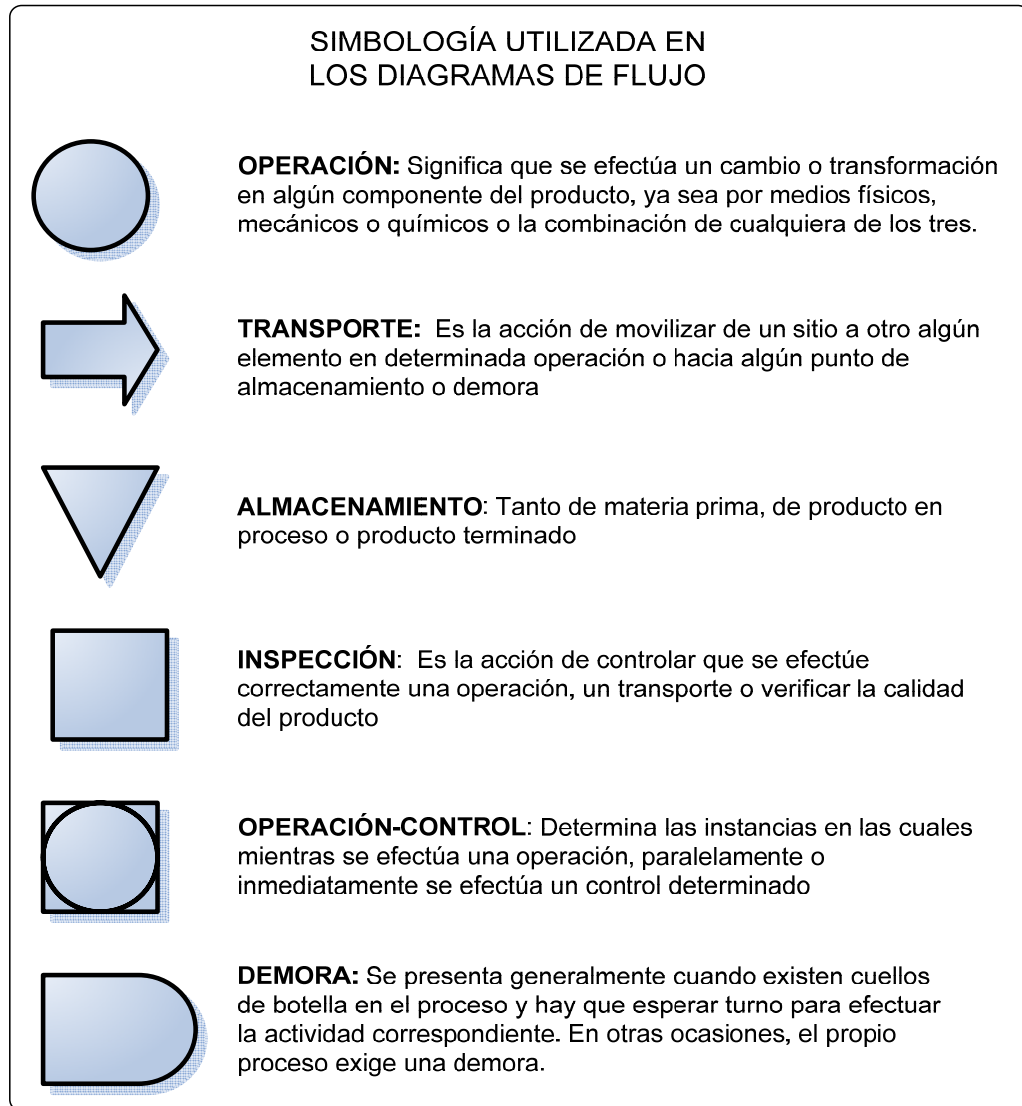 SIMBOLOGÍA UTILIZADA EN
LOS DIAGRAMAS DE FLUJO
OPERACIÓN: Significa que se efectúa un cambio o transformación
en algún componente del producto, ya sea por medios físicos,
mecánicos o químicos o la combinación de cualquiera de los tres.
TRANSPORTE: Es la acción de movilizar de un sitio a otro algún
elemento en determinada operación o hacia algún punto de
almacenamiento o demora
ALMACENAMIENTO: Tanto de materia prima, de producto en
proceso o producto terminado
INSPECCIÓN: Es la acción de controlar que se efectúe
correctamente una operación, un transporte o verificar la calidad
del producto
OPERACIÓN-CONTROL: Determina las instancias en las cuales
mientras se efectúa una operación, paralelamente o
inmediatamente se efectúa un control determinado
DEMORA: Se presenta generalmente cuando existen cuellos
de botella en el proceso y hay que esperar turno para efectuar
la actividad correspondiente. En otras ocasiones, el propio
proceso exige una demora.